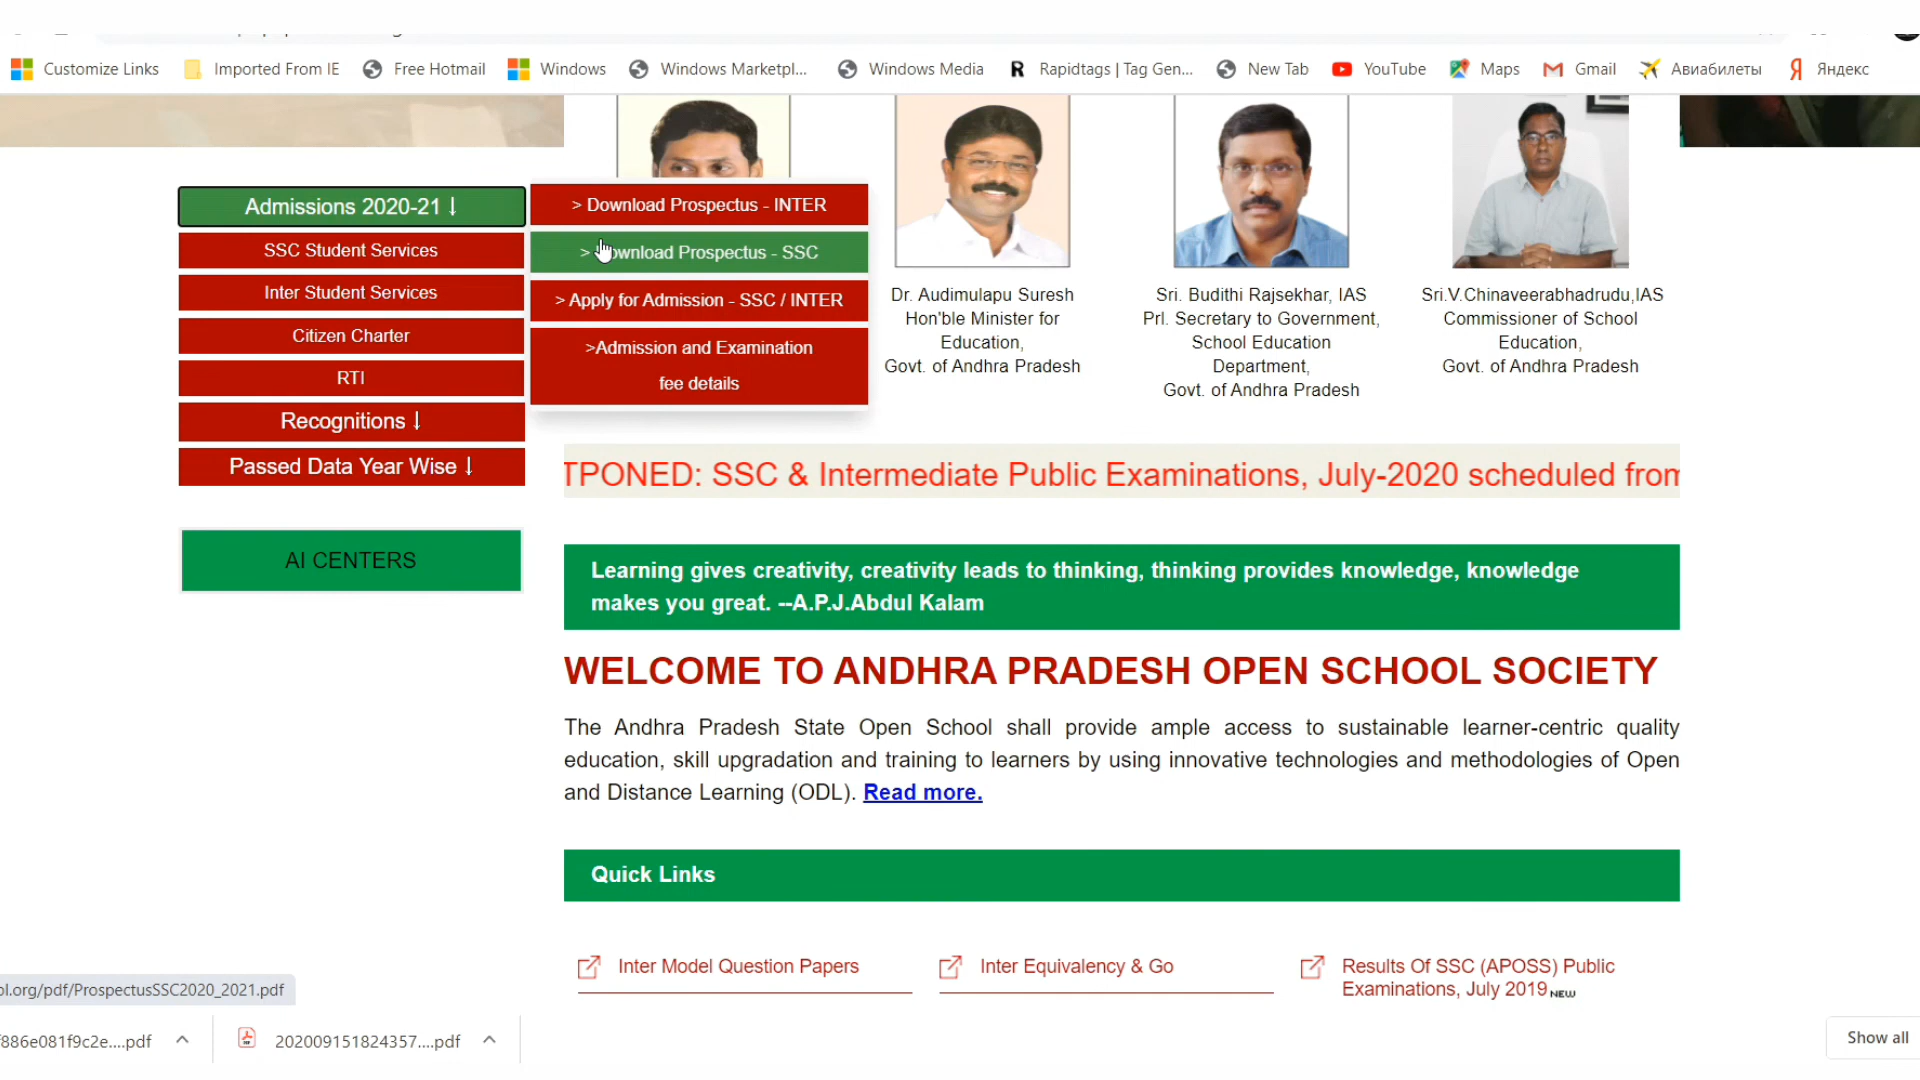 Customize Links Imported From IE Free Hotmail Windows Windows Marketpl... Windows Media Rapidtags | Tag Gen... New Tab YouTube Maps Gmail Авиабилеты Яндекс
Admissions 2020-21 ↓
SSC Student Services
Inter Student Services
Citizen Charter
RTI
Recognitions ↓
Passed Data Year Wise ↓
AI CENTERS
> Download Prospectus - INTER
> ownload Prospectus - SSC
> Apply for Admission - SSC / INTER
>Admission and Examination
fee details
Dr. Audimulapu Suresh
Hon'ble Minister for
Education,
Govt. of Andhra Pradesh
Sri. Budithi Rajsekhar, IAS
Prl. Secretary to Government,
School Education
Department,
Govt. of Andhra Pradesh
Sri.V.Chinaveerabhadrudu,IAS
Commissioner of School
Education,
Govt. of Andhra Pradesh
TPONED: SSC & Intermediate Public Examinations, July-2020 scheduled from
Learning gives creativity, creativity leads to thinking, thinking provides knowledge, knowledge
makes you great. --A.P.J.Abdul Kalam
WELCOME TO ANDHRA PRADESH OPEN SCHOOL SOCIETY
The Andhra Pradesh State Open School shall provide ample access to sustainable learner-centric quality
education, skill upgradation and training to learners by using innovative technologies and methodologies of Open
and Distance Learning (ODL). Read more.
Quick Links
Inter Model Question Papers
Inter Equivalency & Go
Results Of SSC (APOSS) Public
Examinations, July 2019 NEW
ol.org/pdf/ProspectusSSC2020_2021.pdf
f886e081f9c2e....pdf 202009151824357....pdf Show all